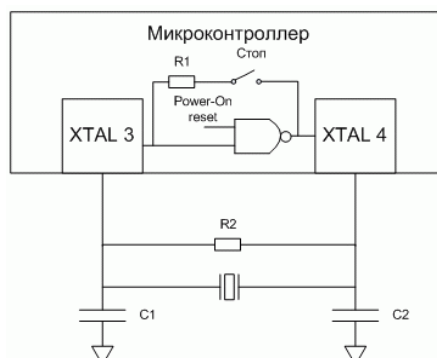 Микроконтроллер
R1
Стоп
Power-On
reset
XTAL 3
XTAL 4
R2
C1
C2